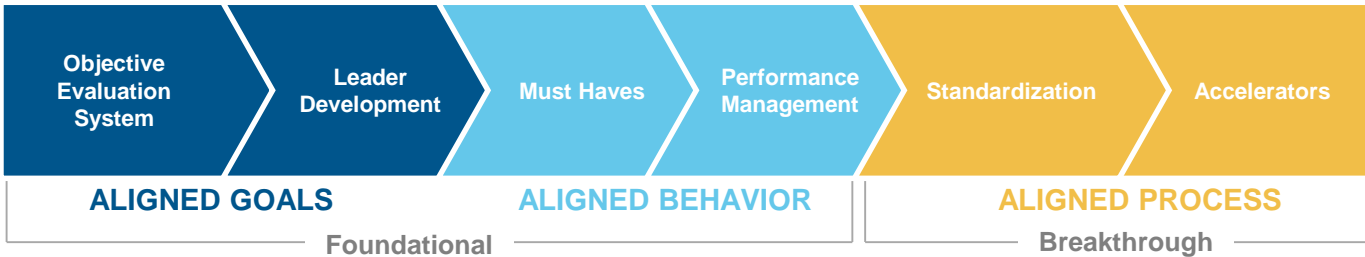 Objective
Evaluation
System
Leader
Development
Must Haves
Performance
Management
Standardization
Accelerators
ALIGNED GOALS
ALIGNED BEHAVIOR
ALIGNED PROCESS
Foundational
Breakthrough